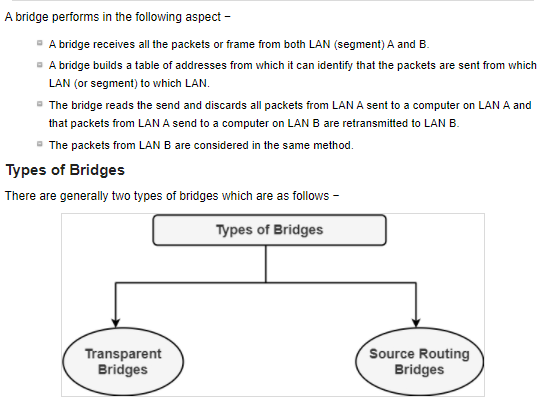 A bridge performs in the following aspect −
A bridge receives all the packets or frame from both LAN (segment) A and B.
A bridge builds a table of addresses from which it can identify that the packets are sent from which
LAN (or segment) to which LAN.
The bridge reads the send and discards all packets from LAN A sent to a computer on LAN A and
that packets from LAN A send to a computer on LAN B are retransmitted to LAN B.
The packets from LAN B are considered in the same method.
Types of Bridges
There are generally two types of bridges which are as follows −
Types of Bridges
Transparent
Bridges
Source Routing
Bridges